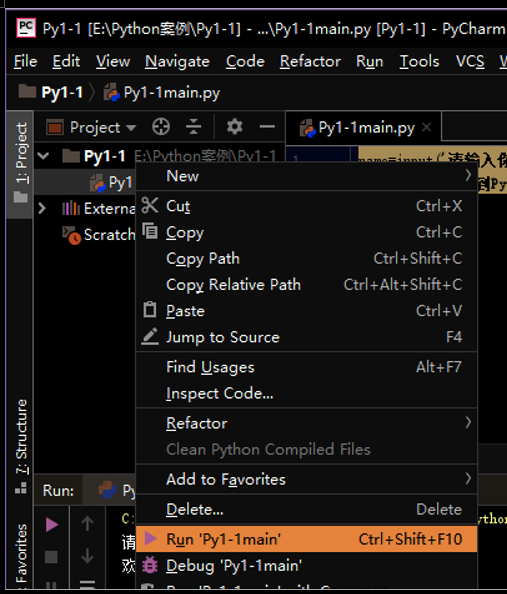 PC Py1-1 [E:\Python案例\Py1-1] - ...\Py1-1main.py [Py1-1] - PyCharm
File Edit View Navigate Code Refactor Run Tools VCS
Py1-1 Py1-1main.py
1: Project
Project
Py1-1main.py
Py1-1 E:\Python案例\Py1-1
1
name=input('请输入你
Py1
到Py
Externa
Scratch
New
Cut Ctrl+X
Copy Ctrl+C
Copy Path Ctrl+Shift+C
Copy Relative Path Ctrl+Alt+Shift+C
Paste Ctrl+V
Jump to Source F4
Find Usages Alt+F7
Inspect Code...
Refactor
Clean Python Compiled Files
Add to Favorites
Delete... Delete
Run 'Py1-1main' Ctrl+Shift+F10
Debug 'Py1-1main'
7: Structure
Favorites
Run: Py
C:
ython
请
欢